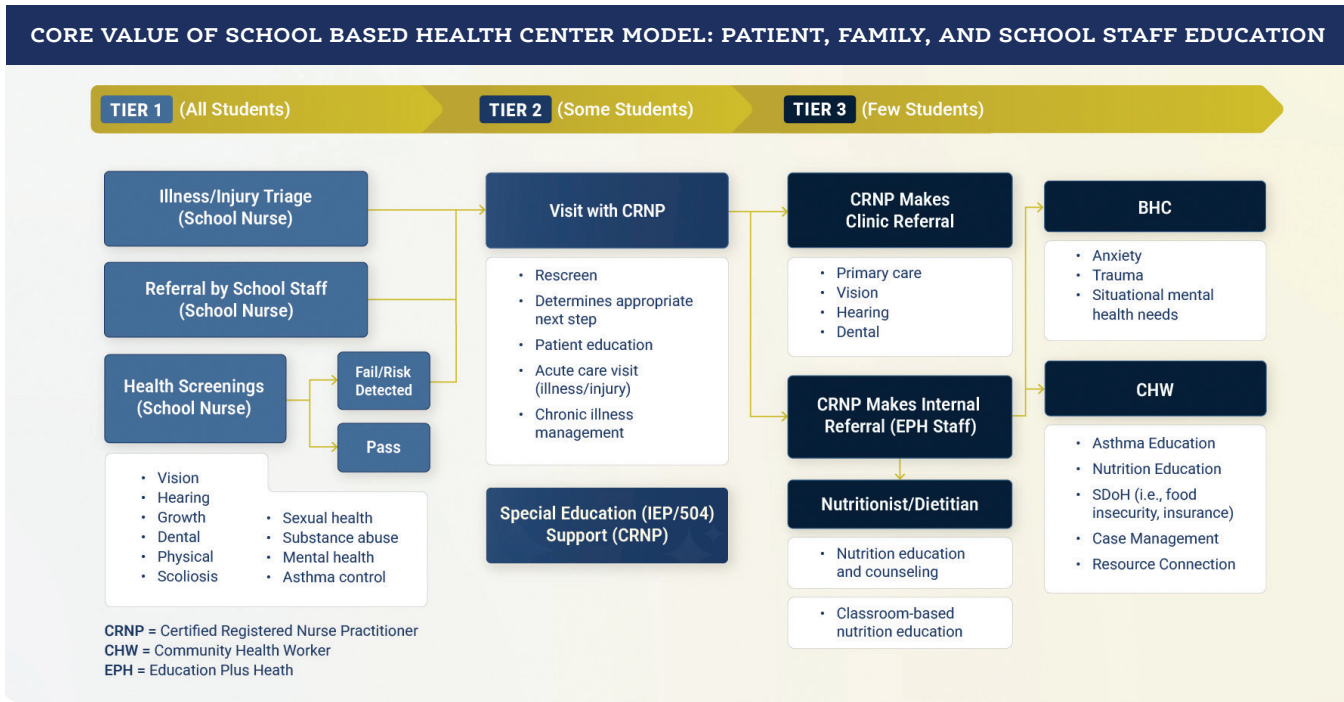 CORE VALUE OF SCHOOL BASED HEALTH CENTER MODEL: PATIENT, FAMILY, AND SCHOOL STAFF EDUCATION
TIER 1 (All Students)
TIER 2 (Some Students)
TIER 3 (Few Students)
Illness/Injury Triage
(School Nurse)
Referral by School Staff
(School Nurse)
Health Screenings
(School Nurse)
Fail/Risk
Detected
Pass
• Vision
• Hearing
• Growth
• Dental
• Physical
• Scoliosis
• Sexual health
• Substance abuse
• Mental health
• Asthma control
Visit with CRNP
• Rescreen
• Determines appropriate
next step
• Patient education
• Acute care visit
(illness/injury)
• Chronic illness
management
Special Education (IEP/504)
Support (CRNP)
CRNP Makes
Clinic Referral
• Primary care
• Vision
• Hearing
• Dental
CRNP Makes Internal
Referral (EPH Staff)
Nutritionist/Dietitian
• Nutrition education
and counseling
• Classroom-based
nutrition education
BHC
• Anxiety
• Trauma
• Situational mental
health needs
CHW
• Asthma Education
• Nutrition Education
• SDoH (i.e., food
insecurity, insurance)
• Case Management
• Resource Connection
CRNP = Certified Registered Nurse Practitioner
CHW = Community Health Worker
EPH = Education Plus Heath